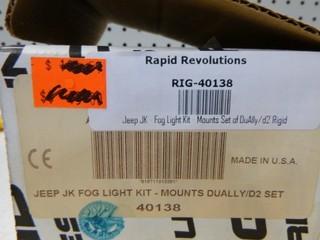 Rapid Revolutions
RIG-40138
Jeep JK Fog Light Kit Mounts Set of DuAlly/d2 Rigid
$
$
CE
MADE IN U.S.A.
JEEP JK FOG LIGHT KIT - MOUNTS DUALLY/D2 SET
40138